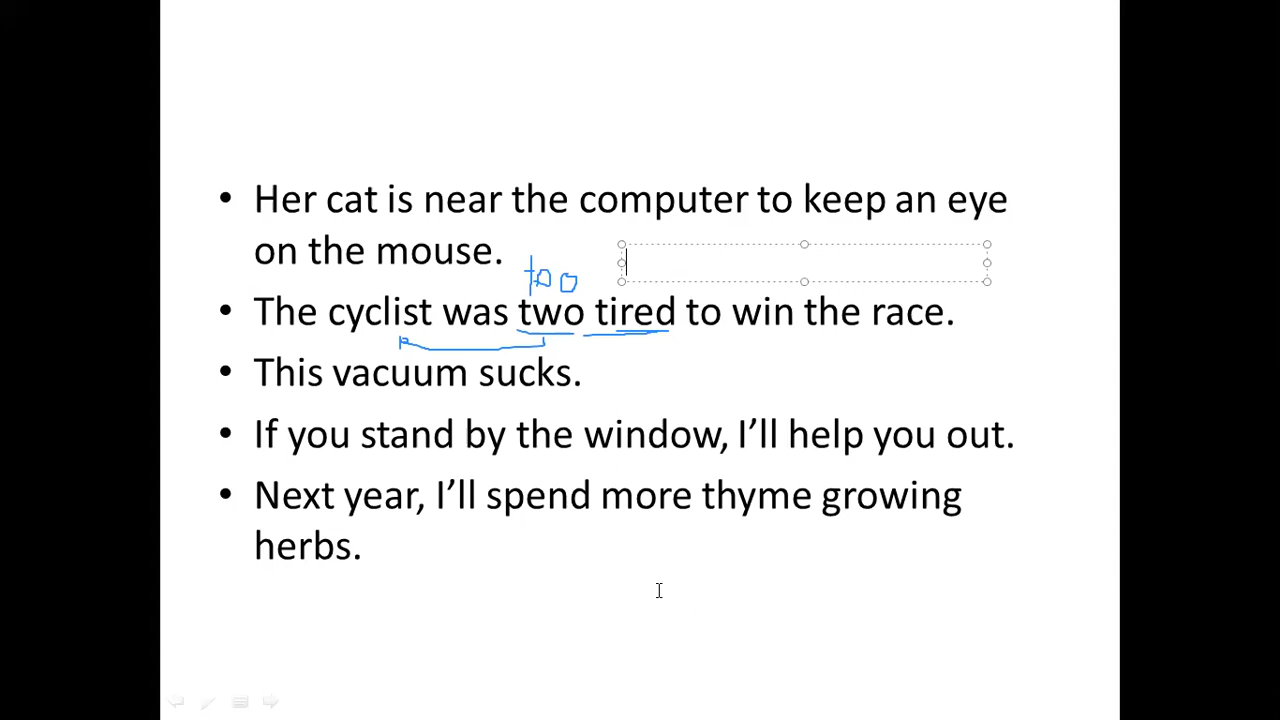 • Her cat is near the computer to keep an eye
on the mouse.
too
• The cyclist was two tired to win the race.
• This vacuum sucks.
• If you stand by the window, I’ll help you out.
• Next year, I’ll spend more thyme growing
herbs.